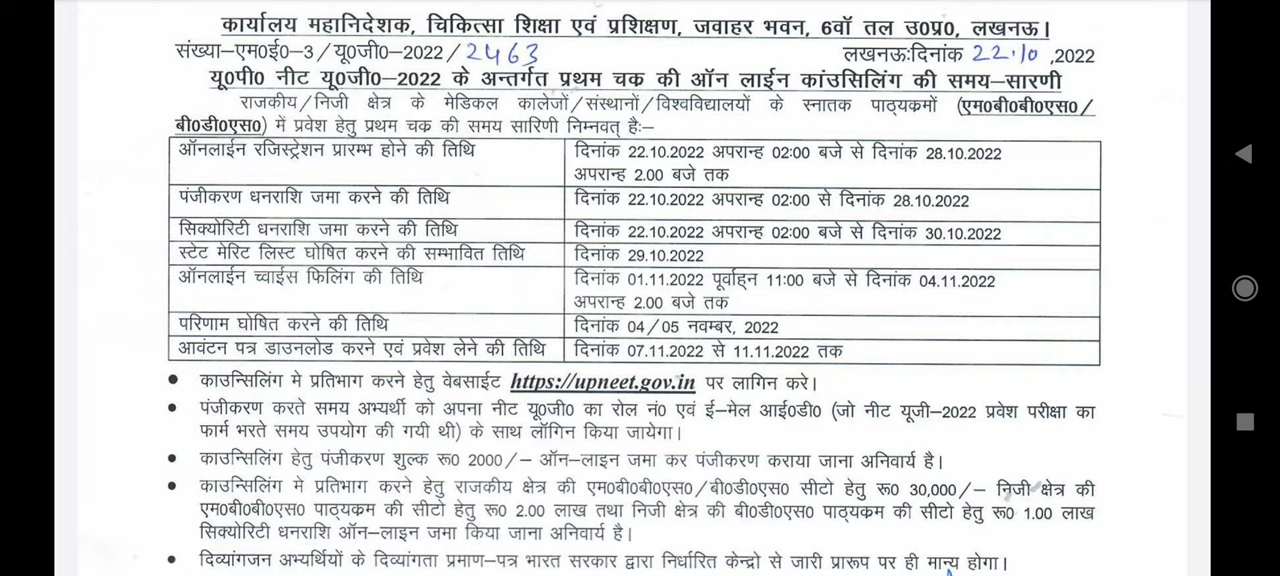 कार्यालय महानिदेशक, चिकित्सा शिक्षा एवं प्रशिक्षण, जवाहर भवन, 6वॉ तल उ0प्र0, लखनऊ।
संख्या–एम0ई0–3/यू0जी0–2022/2463 लखनऊ:दिनांक 22.10,2022
यू0पी0 नीट यू0जी0–2022 के अन्तर्गत प्रथम चक की ऑन लाईन कांउसिलिंग की समय–सारणी
राजकीय/निजी क्षेत्र के मेडिकल कालेजों/संस्थानों/विश्वविद्यालयों के स्नातक पाठ्यकमों (एम0बी0बी0एस0/
बी0डी0एस0) में प्रवेश हेतु प्रथम चक की समय सारिणी निम्नवत् हैः–
ऑनलाईन रजिस्ट्रेशन प्रारम्भ होने की तिथि दिनांक 22.10.2022 अपरान्ह 02:00 बजे से दिनांक 28.10.2022
अपरान्ह 2.00 बजे तक
पंजीकरण धनराशि जमा करने की तिथि दिनांक 22.10.2022 अपरान्ह 02:00 से दिनांक 28.10.2022
सिक्योरिटी धनराशि जमा करने की तिथि दिनांक 22.10.2022 अपरान्ह 02:00 बजे से दिनांक 30.10.2022
स्टेट मेरिट लिस्ट घोषित करने की सम्भावित तिथि दिनांक 29.10.2022
ऑनलाईन च्वाईस फिलिंग की तिथि दिनांक 01.11.2022 पूर्वाह्न 11:00 बजे से दिनांक 04.11.2022
अपरान्ह 2.00 बजे तक
परिणाम घोषित करने की तिथि दिनांक 04/05 नवम्बर, 2022
आवंटन पत्र डाउनलोड करने एवं प्रवेश लेने की तिथि दिनांक 07.11.2022 से 11.11.2022 तक
• काउन्सिलिंग मे प्रतिभाग करने हेतु वेबसाईट https://upneet.gov.in पर लागिन करे।
• पंजीकरण करते समय अभ्यर्थी को अपना नीट यू0जी0 का रोल नं0 एवं ई–मेल आई0डी0 (जो नीट यूजी–2022 प्रवेश परीक्षा का
फार्म भरते समय उपयोग की गयी थी) के साथ लॉगिन किया जायेगा।
• काउन्सिलिंग हेतु पंजीकरण शुल्क रू0 2000/– ऑन–लाइन जमा कर पंजीकरण कराया जाना अनिवार्य है।
• काउन्सिलिंग मे प्रतिभाग करने हेतु राजकीय क्षेत्र की एम0बी0बी0एस0/बी0डी0एस0 सीटो हेतु रू0 30,000/– निजी क्षेत्र की
एम0बी0बी0एस0 पाठ्यकम की सीटो हेतु रू0 2.00 लाख तथा निजी क्षेत्र की बी0डी0एस0 पाठ्यकम की सीटो हेतु रू0 1.00 लाख
सिक्योरिटी धनराशि ऑन–लाइन जमा किया जाना अनिवार्य है।
• दिव्यांगजन अभ्यर्थियों के दिव्यांगता प्रमाण–पत्र भारत सरकार द्वारा निर्धारित केन्द्रो से जारी प्रारूप पर ही मान्य होगा।